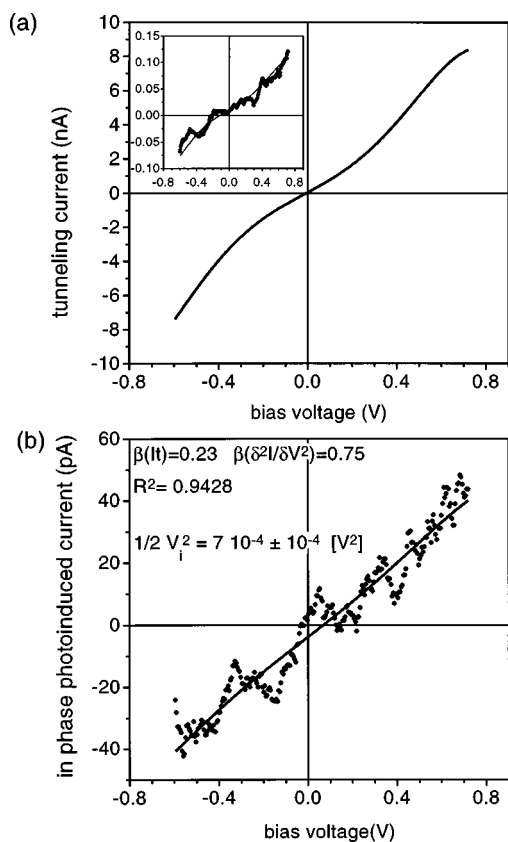 (a)
tunneling current (nA)
10
8
6
4
2
0
-2
-4
-6
-8
-10
-0.8 -0.4 0.0 0.4 0.8
bias voltage (V)
0.15
0.10
0.05
0.00
0.05
0.10
-0.8 -0.4 0.0 0.4 0.8
(b)
in phase photoinduced current (pA)
60
40
20
0
-20
-40
β(It)=0.23 β(δ²I/δV²)=0.75
R²= 0.9428
1/2 Vᵢ² = 7 10⁻⁴ ± 10⁻⁴ [V²]
-0.8 -0.4 0.0 0.4 0.8
bias voltage(V)